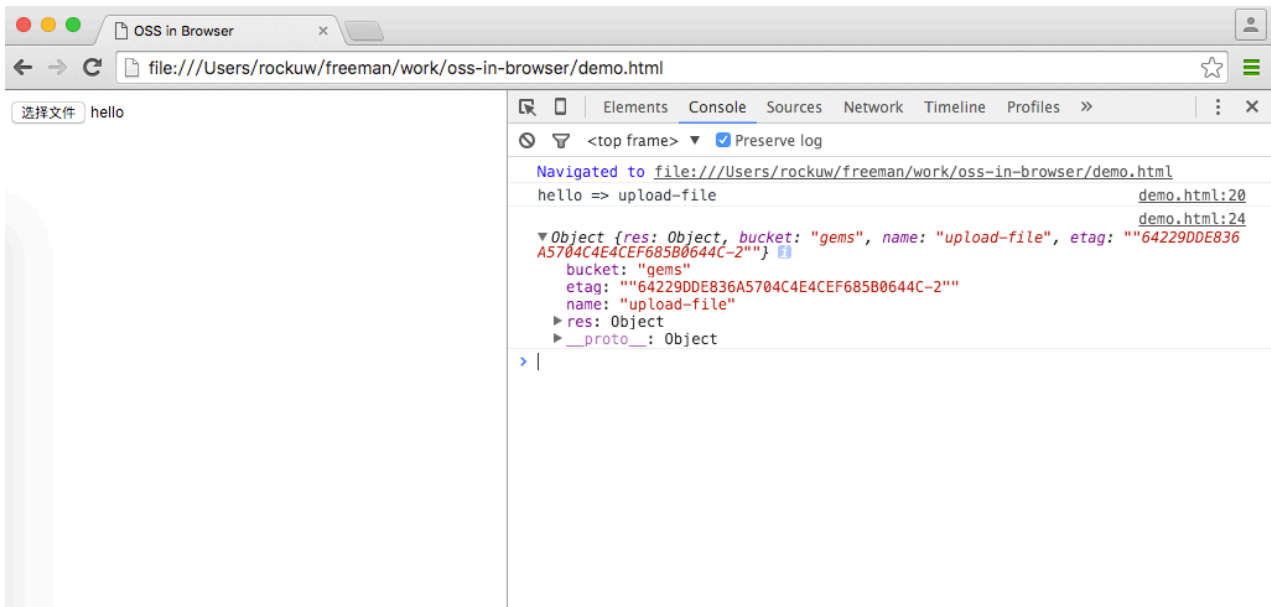 OSS in Browser
file:///Users/rockuw/freeman/work/oss-in-browser/demo.html
选择文件 hello
Elements Console Sources Network Timeline Profiles »
<top frame> ▼ Preserve log
Navigated to file:///Users/rockuw/freeman/work/oss-in-browser/demo.html
hello => upload-file demo.html:20
demo.html:24
▼Object {res: Object, bucket: "gems", name: "upload-file", etag: ""64229DDE836
A5704C4E4CEF685B0644C-2""}
bucket: "gems"
etag: ""64229DDE836A5704C4E4CEF685B0644C-2""
name: "upload-file"
▶res: Object
▶__proto__: Object
>